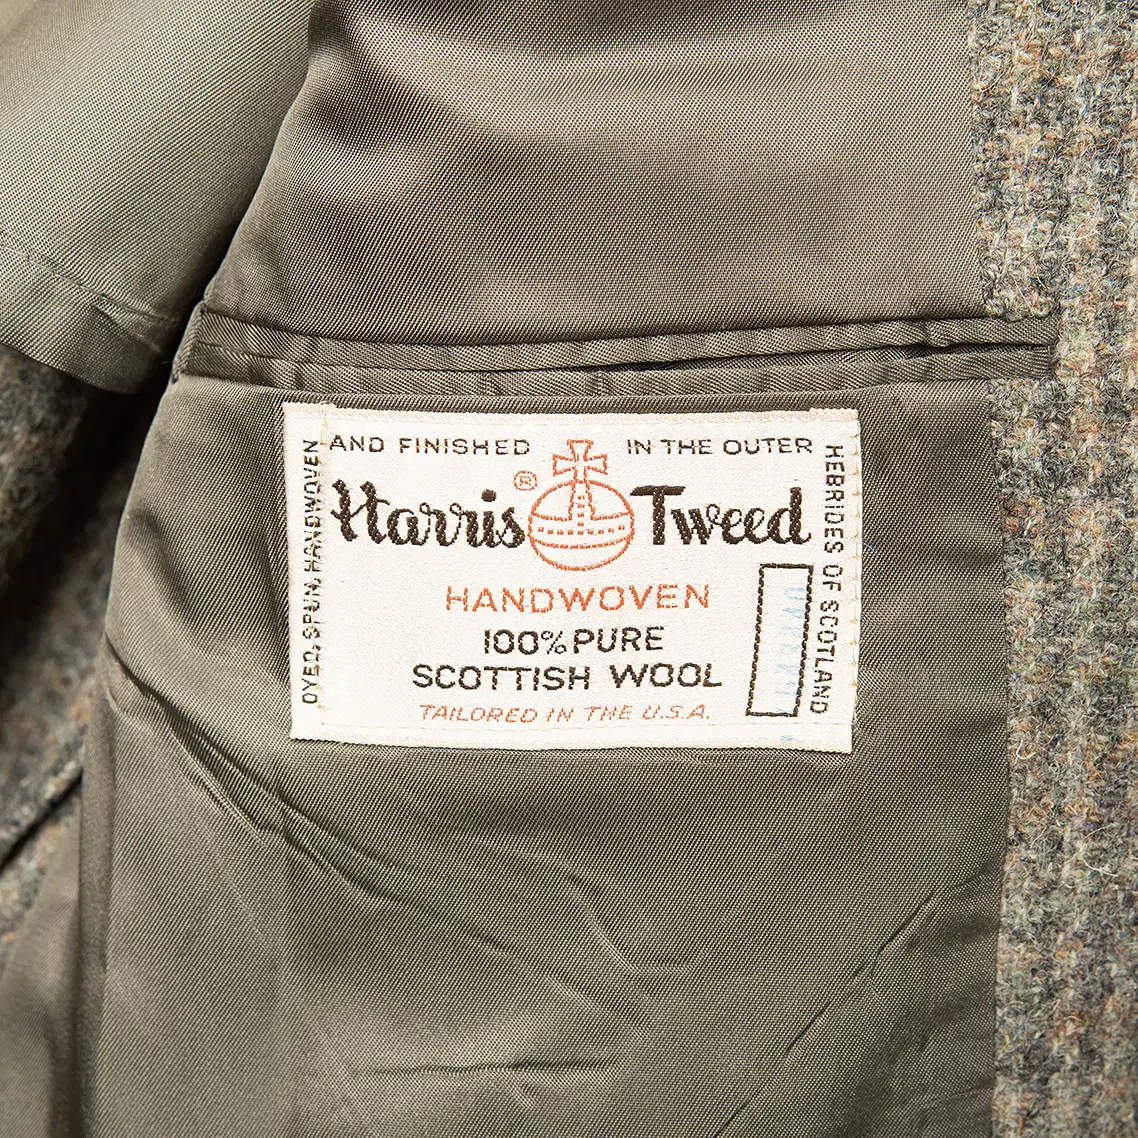 DYED, SPUN, HANDWOVEN
AND FINISHED
IN THE OUTER
HEBRIDES OF SCOTLAND
Harris ® Tweed
HANDWOVEN
100% PURE
SCOTTISH WOOL
TAILORED IN THE U.S.A.